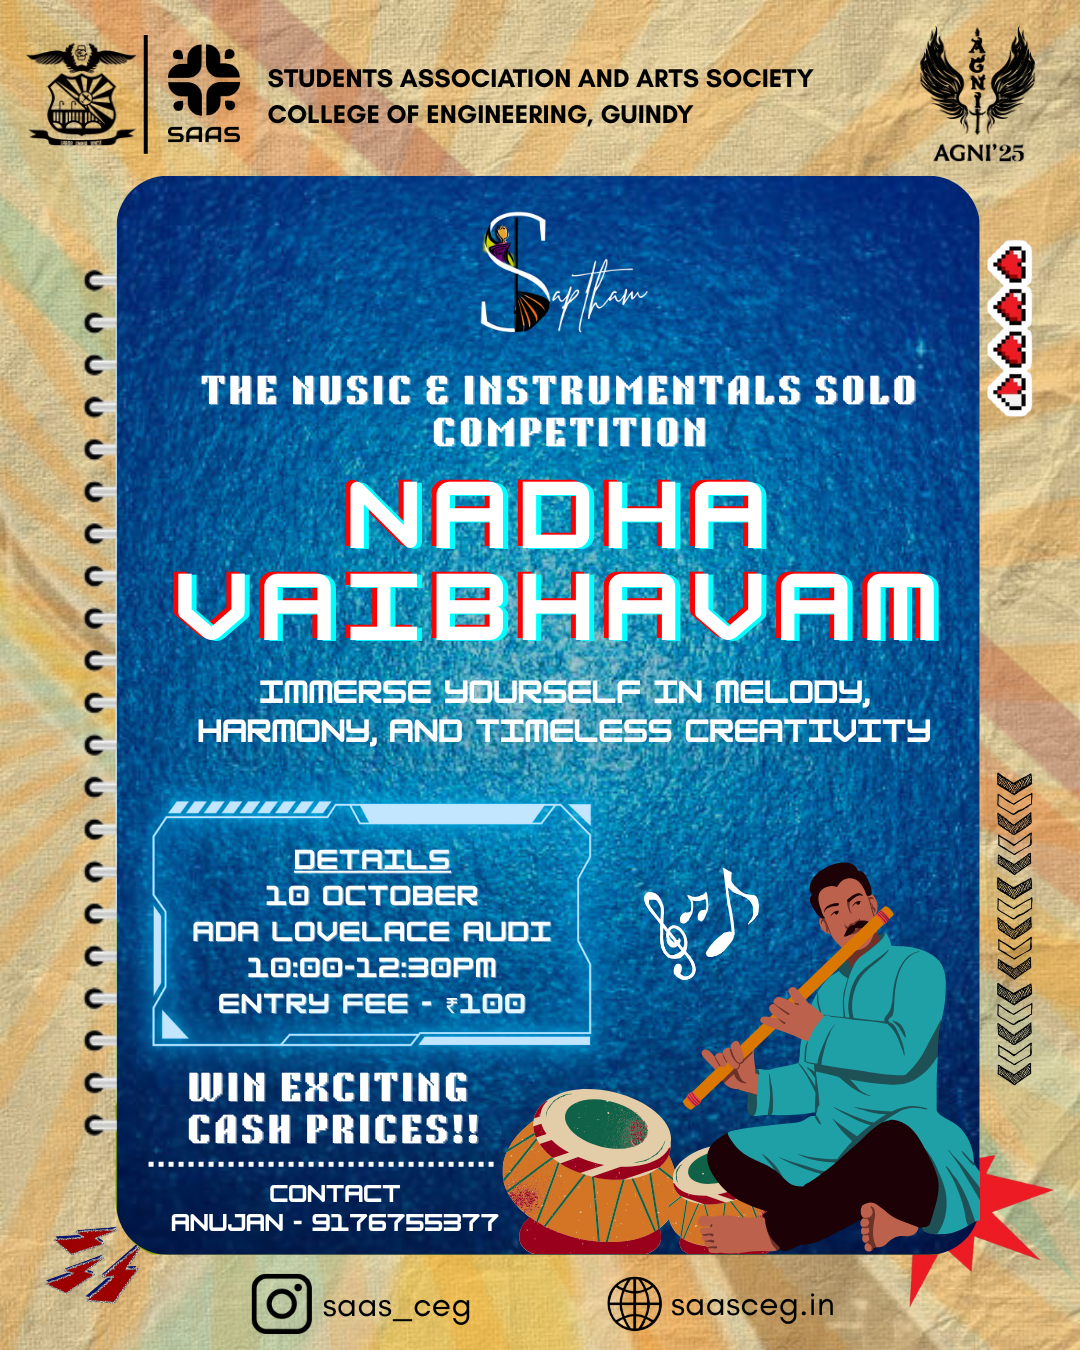 STUDENTS ASSOCIATION AND ARTS SOCIETY
COLLEGE OF ENGINEERING, GUINDY
SAAS
AGNI
AGNI'25
Saptham
THE NUSIC & INSTRUMENTALS SOLO
COMPETITION
NADHA
VAIBHAVAM
IMMERSE YOURSELF IN MELODY,
HARMONY, AND TIMELESS CREATIVITY
DETAILS
10 OCTOBER
ADA LOVELACE AUDI
10:00-12:30PM
ENTRY FEE - ₹100
WIN EXCITING
CASH PRICES!!
CONTACT
ANUJAN - 9176755377
saas_ceg
saasceg.in